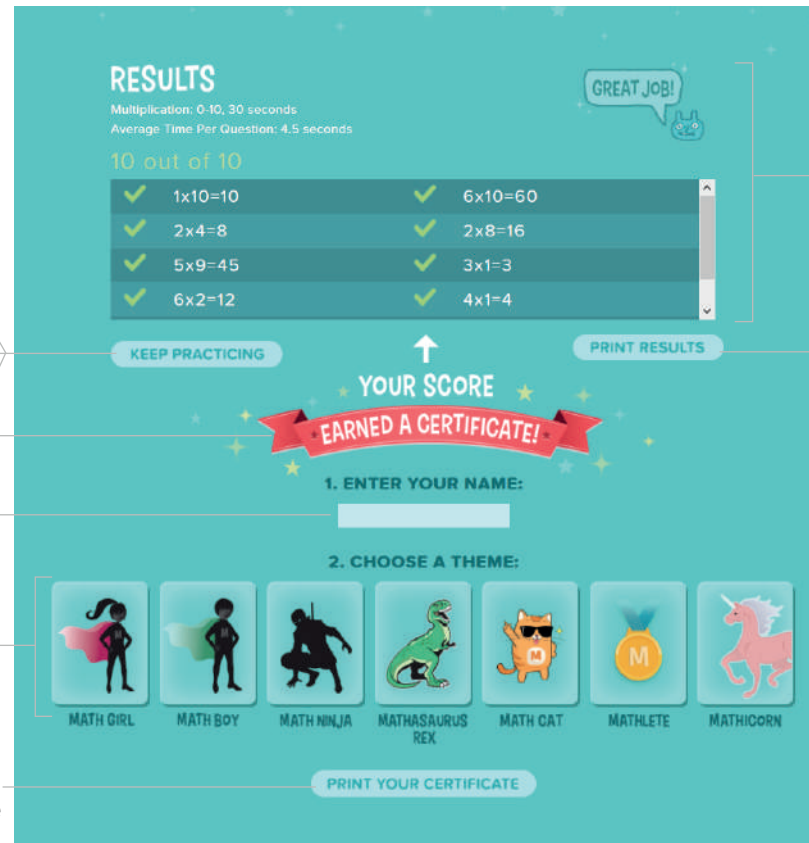 RESULTS
Multiplication: 0-10, 30 seconds
Average Time Per Question: 4.5 seconds
GREAT JOB!
10 out of 10
1x10=10 6x10=60
2x4=8 2x8=16
5x9=45 3x1=3
6x2=12 4x1=4
KEEP PRACTICING
PRINT RESULTS
YOUR SCORE
EARNED A CERTIFICATE!
1. ENTER YOUR NAME:
2. CHOOSE A THEME:
M M M M
MATH GIRL MATH BOY MATH NINJA MATHASAURUS REX MATH CAT MATHLETE MATHICORN
PRINT YOUR CERTIFICATE